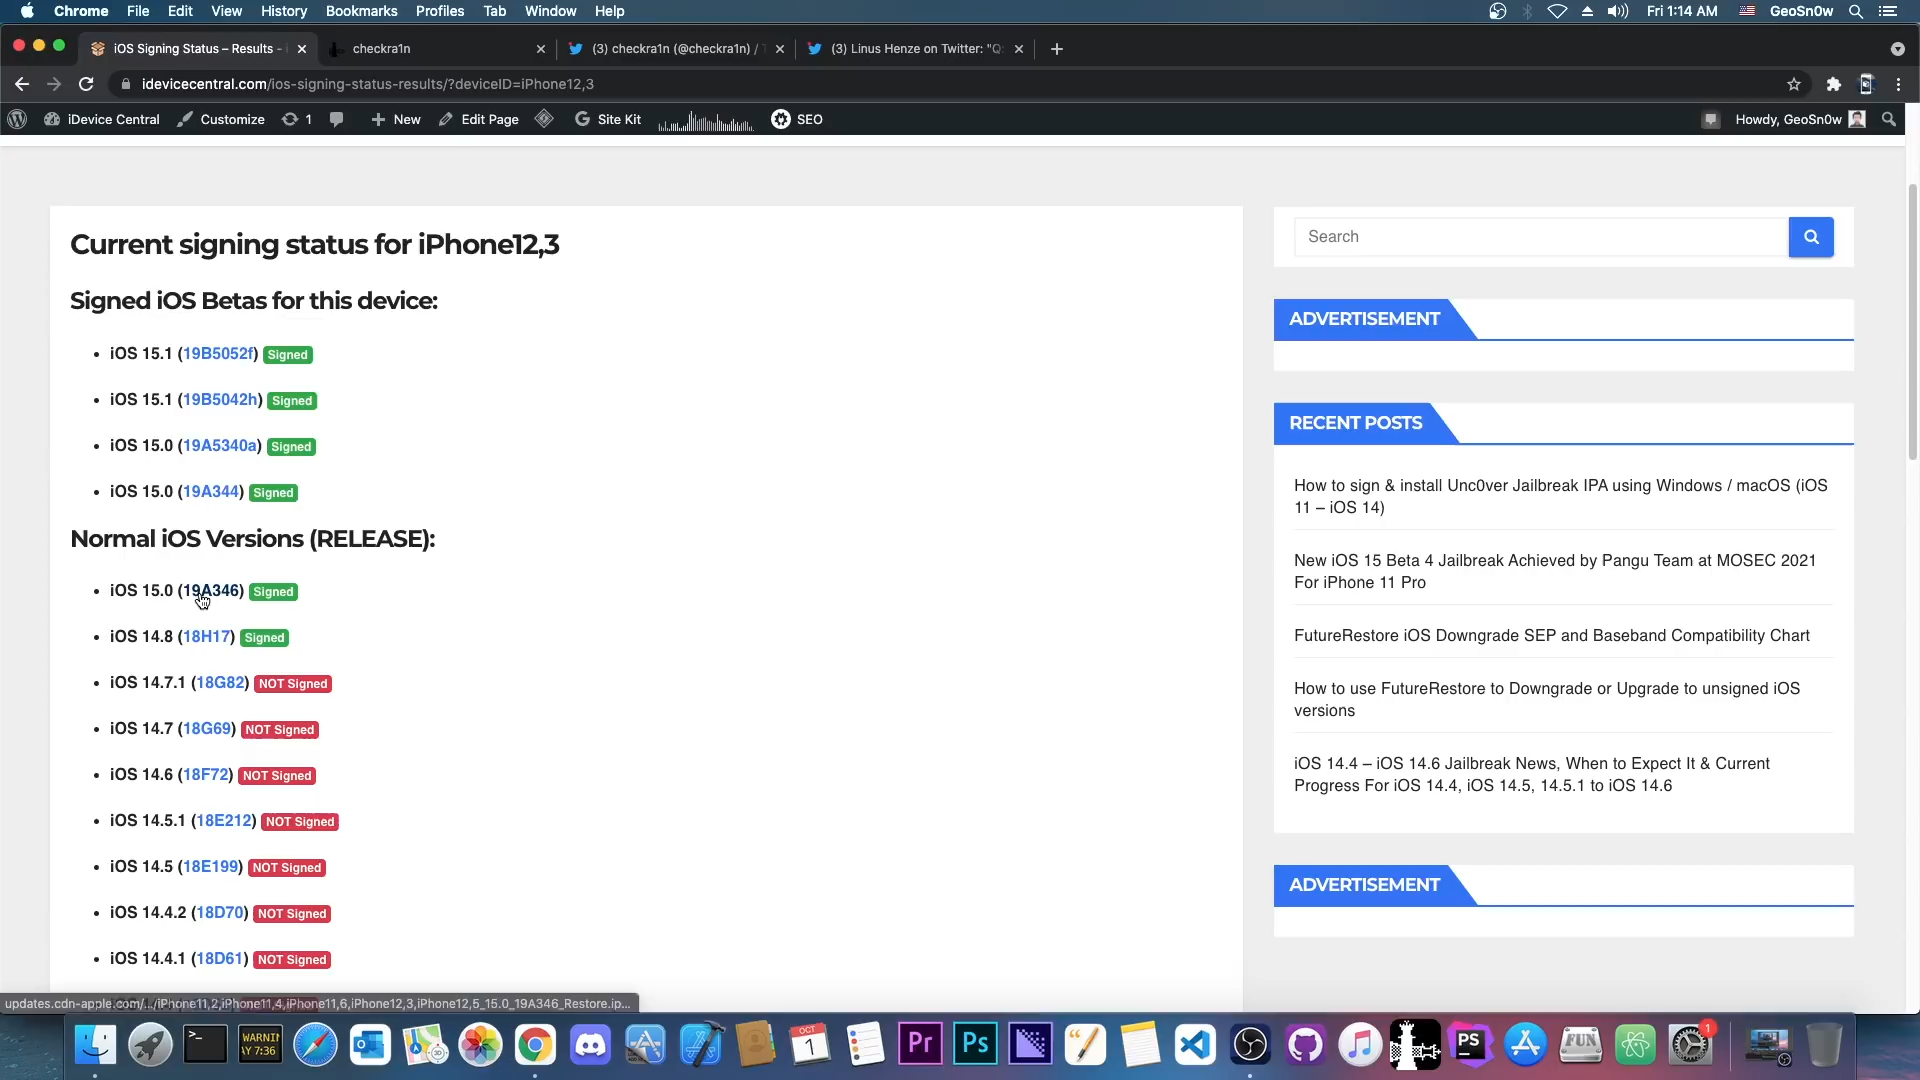 Chrome File Edit View History Bookmarks Profiles Tab Window Help Fri 1:14 AM GeoSn0w
iOS Signing Status – Results - checkra1n (3) checkra1n (@checkra1n) / (3) Linus Henze on Twitter: "Q
idevicecentral.com/ios-signing-status-results/?deviceID=iPhone12,3
iDevice Central Customize 1 New Edit Page Site Kit SEO Howdy, GeoSn0w
Current signing status for iPhone12,3
Signed iOS Betas for this device:
• iOS 15.1 (19B5052f) Signed
• iOS 15.1 (19B5042h) Signed
• iOS 15.0 (19A5340a) Signed
• iOS 15.0 (19A344) Signed
Normal iOS Versions (RELEASE):
• iOS 15.0 (19A346) Signed
• iOS 14.8 (18H17) Signed
• iOS 14.7.1 (18G82) NOT Signed
• iOS 14.7 (18G69) NOT Signed
• iOS 14.6 (18F72) NOT Signed
• iOS 14.5.1 (18E212) NOT Signed
• iOS 14.5 (18E199) NOT Signed
• iOS 14.4.2 (18D70) NOT Signed
• iOS 14.4.1 (18D61) NOT Signed
updates.cdn-apple.com/.../iPhone11,2,iPhone11,4,iPhone11,6,iPhone12,3,iPhone12,5_15.0_19A346_Restore.ip...
Search
ADVERTISEMENT
RECENT POSTS
How to sign & install Unc0ver Jailbreak IPA using Windows / macOS (iOS
11 – iOS 14)
New iOS 15 Beta 4 Jailbreak Achieved by Pangu Team at MOSEC 2021
For iPhone 11 Pro
FutureRestore iOS Downgrade SEP and Baseband Compatibility Chart
How to use FutureRestore to Downgrade or Upgrade to unsigned iOS
versions
iOS 14.4 – iOS 14.6 Jailbreak News, When to Expect It & Current
Progress For iOS 14.4, iOS 14.5, 14.5.1 to iOS 14.6
ADVERTISEMENT
WARNIN
AY 7:36
OCT
1
Pr
Ps
PS
FUN
1